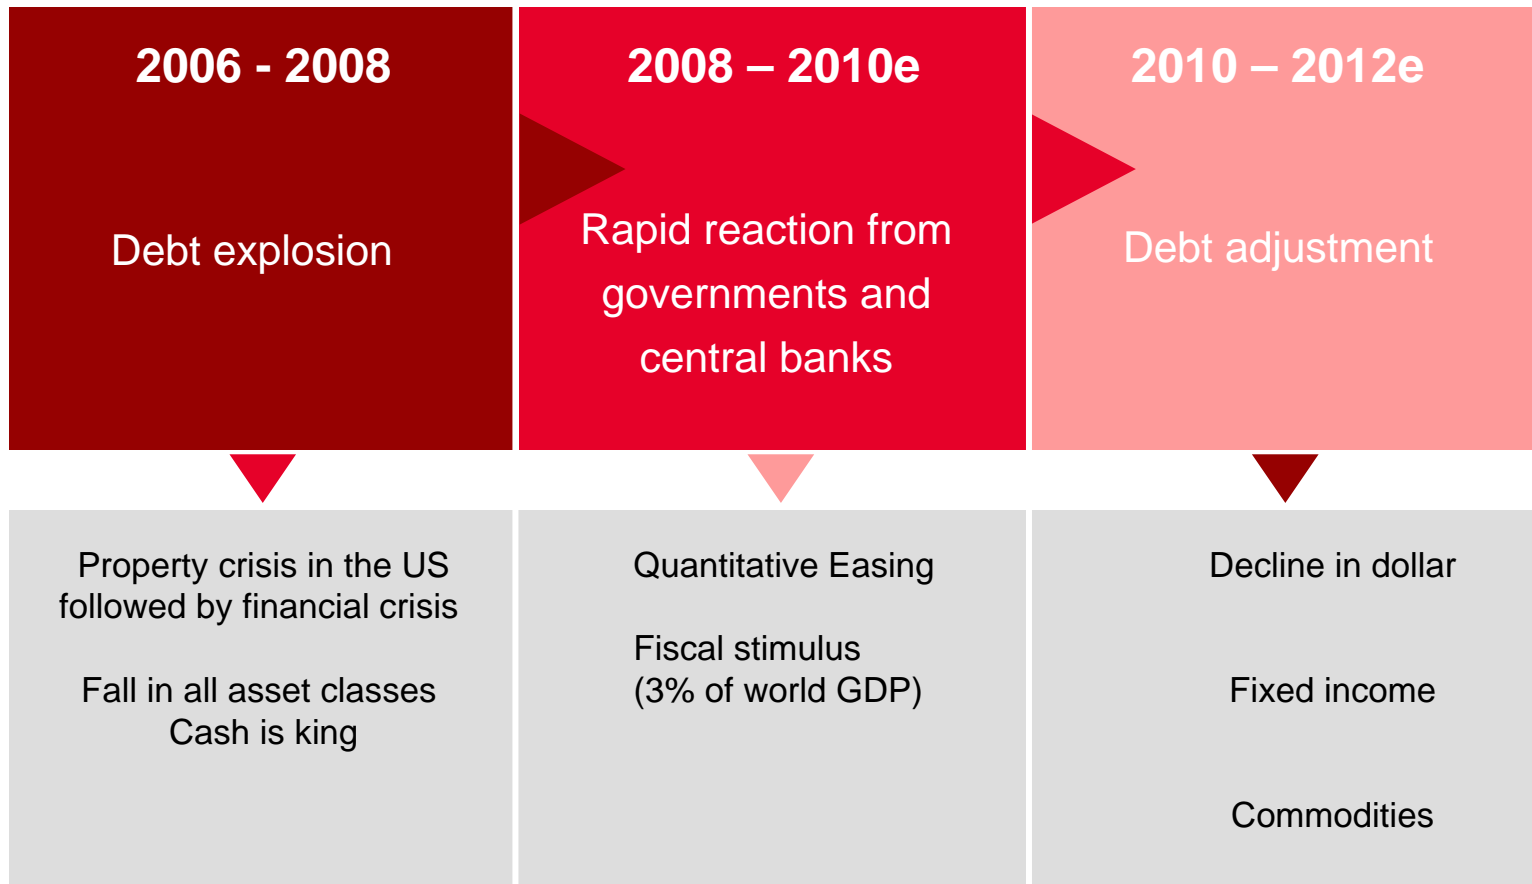 2006 - 2008
Debt explosion
2008 – 2010e
Rapid reaction from
governments and
central banks
2010 – 2012e
Debt adjustment
Property crisis in the US
followed by financial crisis
Fall in all asset classes
Cash is king
Quantitative Easing
Fiscal stimulus
(3% of world GDP)
Decline in dollar
Fixed income
Commodities